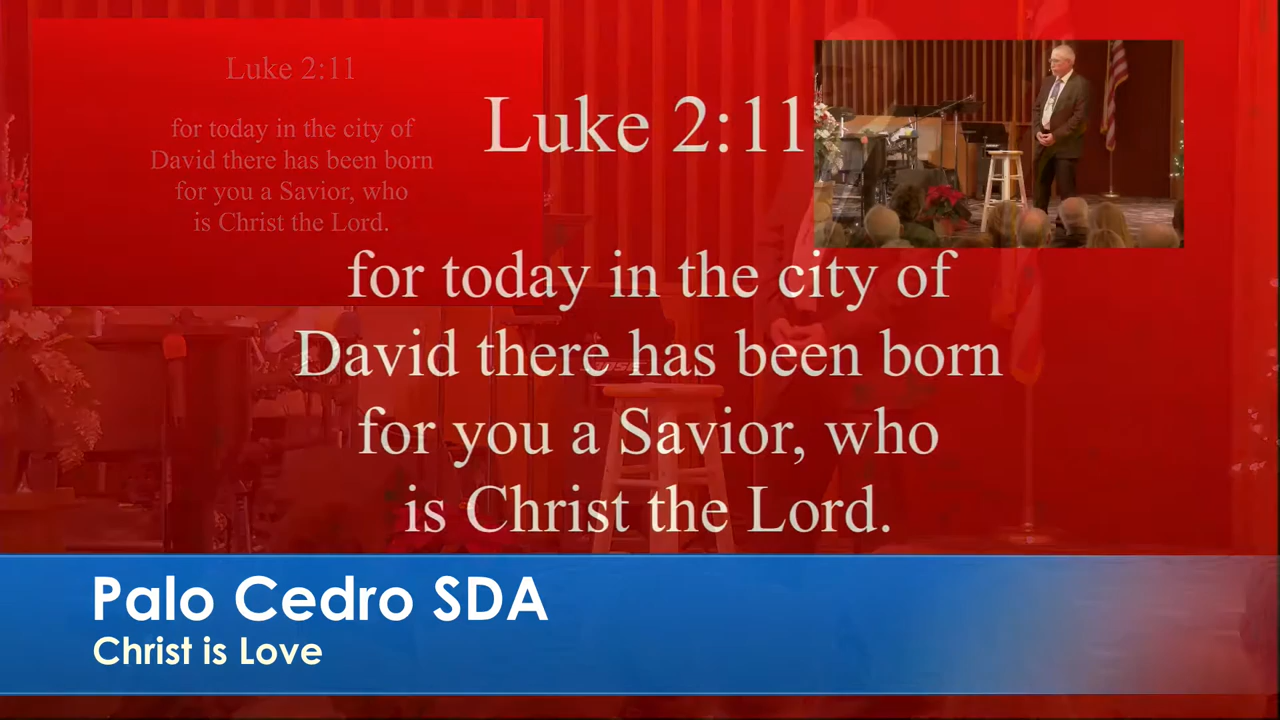 Luke 2:11
for today in the city of
David there has been born
for you a Savior, who
is Christ the Lord.
Luke 2:11
for today in the city of
David there has been born
for you a Savior, who
is Christ the Lord.
Palo Cedro SDA
Christ is Love